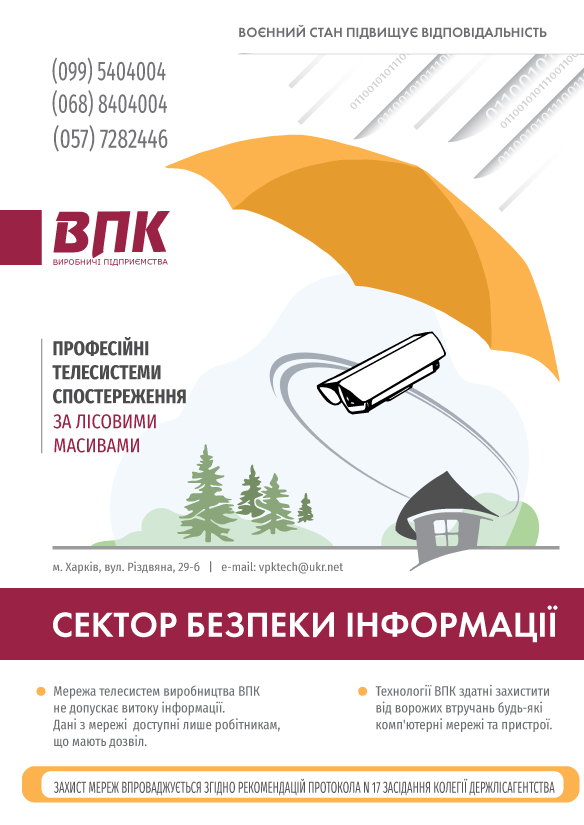 ВОЄННИЙ СТАН ПІДВИЩУЄ ВІДПОВІДАЛЬНІСТЬ
(099) 5404004
(068) 8404004
(057) 7282446
ВПК
ВИРОБНИЧІ ПІДПРИЄМСТВА
ПРОФЕСІЙНІ
ТЕЛЕСИСТЕМИ
СПОСТЕРЕЖЕННЯ
ЗА ЛІСОВИМИ
МАСИВАМИ
м. Харків, вул. Різдвяна, 29-б | e-mail: vpktech@ukr.net
СЕКТОР БЕЗПЕКИ ІНФОРМАЦІЇ
Мережа телесистем виробництва ВПК
не допускає витоку інформації.
Дані з мережі доступні лише робітникам,
що мають дозвіл.
Технології ВПК здатні захистити
від ворожих втручань будь-які
комп'ютерні мережі та пристрої.
ЗАХИСТ МЕРЕЖ ВПРОВАДЖУЄТЬСЯ ЗГІДНО РЕКОМЕНДАЦІЙ ПРОТОКОЛА N 17 ЗАСІДАННЯ КОЛЕГІЇ ДЕРЖЛІСАГЕНТСТВА